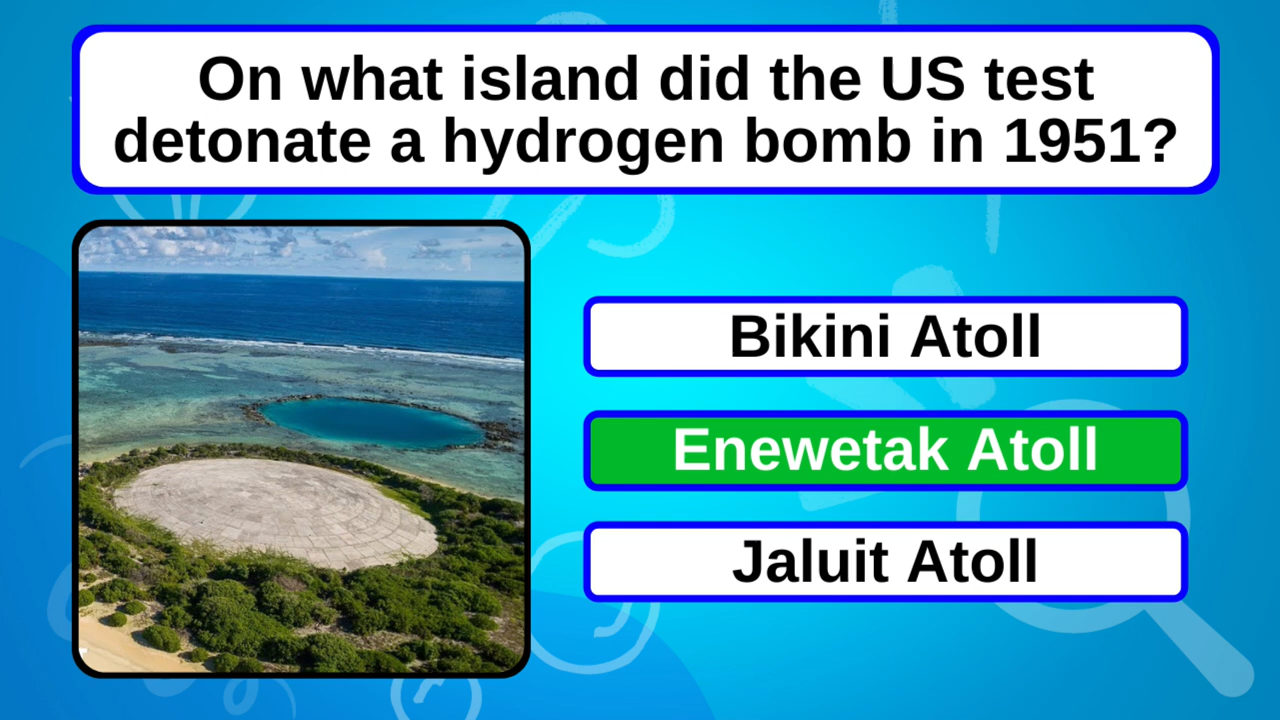 On what island did the US test
detonate a hydrogen bomb in 1951?
Bikini Atoll
Enewetak Atoll
Jaluit Atoll